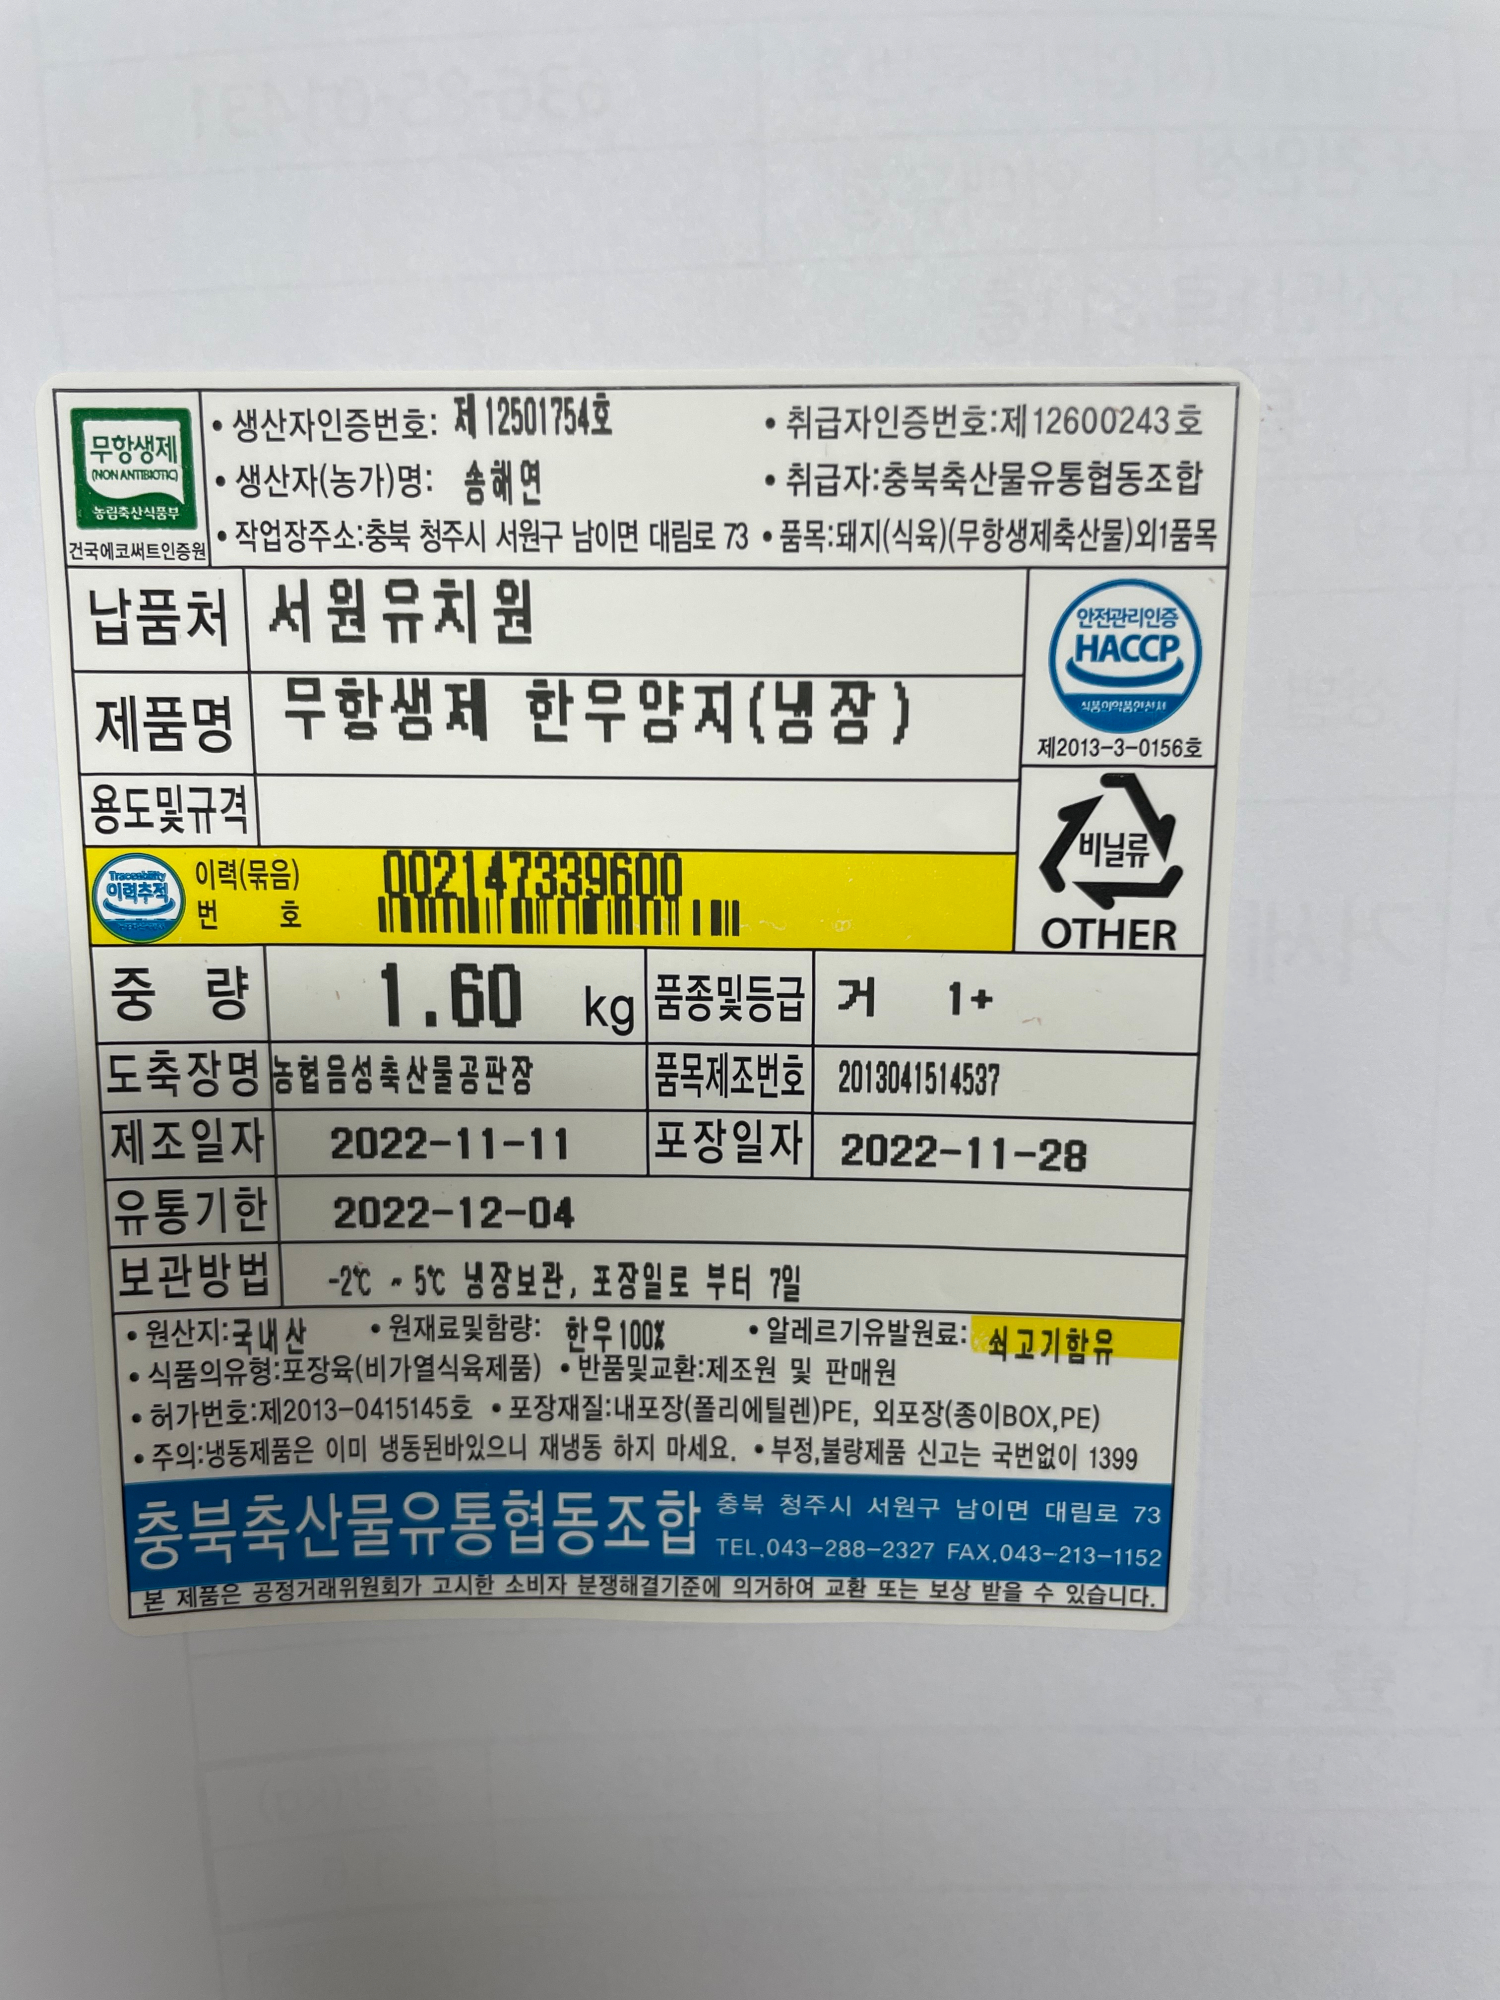 무항생제
(NON ANTIBIOTIC)
농림축산식품부
건국에코써트인증원
• 생산자인증번호: 제12501754호 • 취급자인증번호:제12600243호
• 생산자(농가)명: 송해연 • 취급자:충북축산물유통협동조합
• 작업장주소:충북 청주시 서원구 남이면 대림로 73 • 품목:돼지(식육)(무항생제축산물)외1품목
납품처 서원유치원
제품명 무항생제 한우양지(냉장)
안전관리인증
HACCP
식품의약품안전처
제2013-3-0156호
용도및규격
비닐류
OTHER
Traceability
이력추적
이력(묶음)
번 호
002147339600
중 량 1.60 kg 품종및등급 거 1+
도축장명 농협음성축산물공판장 품목제조번호 2013041514537
제조일자 2022-11-11 포장일자 2022-11-28
유통기한 2022-12-04
보관방법 -2℃ ~ 5℃ 냉장보관, 포장일로 부터 7일
• 원산지:국내산 • 원재료및함량: 한우100% • 알레르기유발원료: 쇠고기함유
• 식품의유형:포장육(비가열식육제품) • 반품및교환:제조원 및 판매원
• 허가번호:제2013-0415145호 • 포장재질:내포장(폴리에틸렌)PE, 외포장(종이BOX,PE)
• 주의:냉동제품은 이미 냉동된바있으니 재냉동 하지 마세요. • 부정,불량제품 신고는 국번없이 1399
충북축산물유통협동조합 충북 청주시 서원구 남이면 대림로 73
TEL.043-288-2327 FAX.043-213-1152
본 제품은 공정거래위원회가 고시한 소비자 분쟁해결기준에 의거하여 교환 또는 보상 받을 수 있습니다.